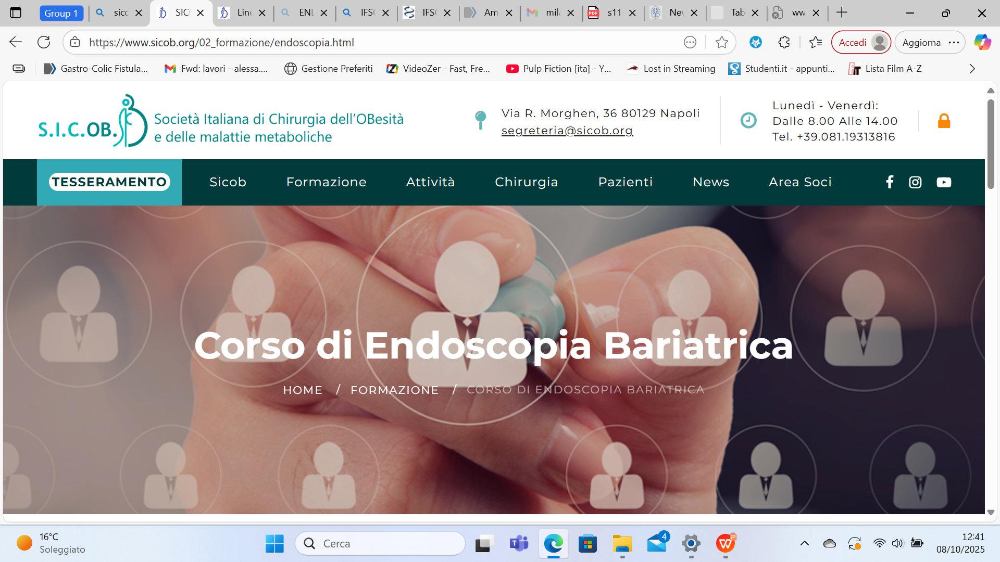 Group 1
sicc
SIC
Line
END
IFSO
IFSO
Am
mila
s11
Nev
Tab
ww
https://www.sicob.org/02_formazione/endoscopia.html
Accedi
Aggiorna
Gastro-Colic Fistula...
Fwd: lavori - alessa....
Gestione Preferiti
VideoZer - Fast, Fre...
Pulp Fiction [ita] - Y...
Lost in Streaming
Studenti.it - appunti...
Lista Film A-Z
S.I.C.OB.
Società Italiana di Chirurgia dell'OBesità
e delle malattie metaboliche
Via R. Morghen, 36 80129 Napoli
segreteria@sicob.org
Lunedì - Venerdì:
Dalle 8.00 Alle 14.00
Tel. +39.081.19313816
TESSERAMENTO
Sicob
Formazione
Attività
Chirurgia
Pazienti
News
Area Soci
Corso di Endoscopia Bariatrica
HOME / FORMAZIONE / CORSO DI ENDOSCOPIA BARIATRICA
16°C
Soleggiato
Cerca
4
12:41
08/10/2025